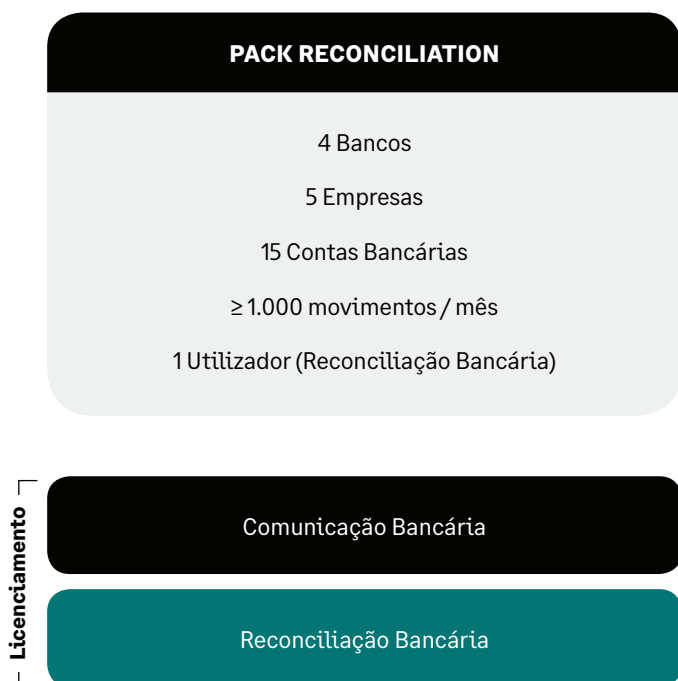 PACK RECONCILIATION
4 Bancos
5 Empresas
15 Contas Bancárias
≥ 1.000 movimentos / mês
1 Utilizador (Reconciliação Bancária)
Licenciamento
Comunicação Bancária
Reconciliação Bancária